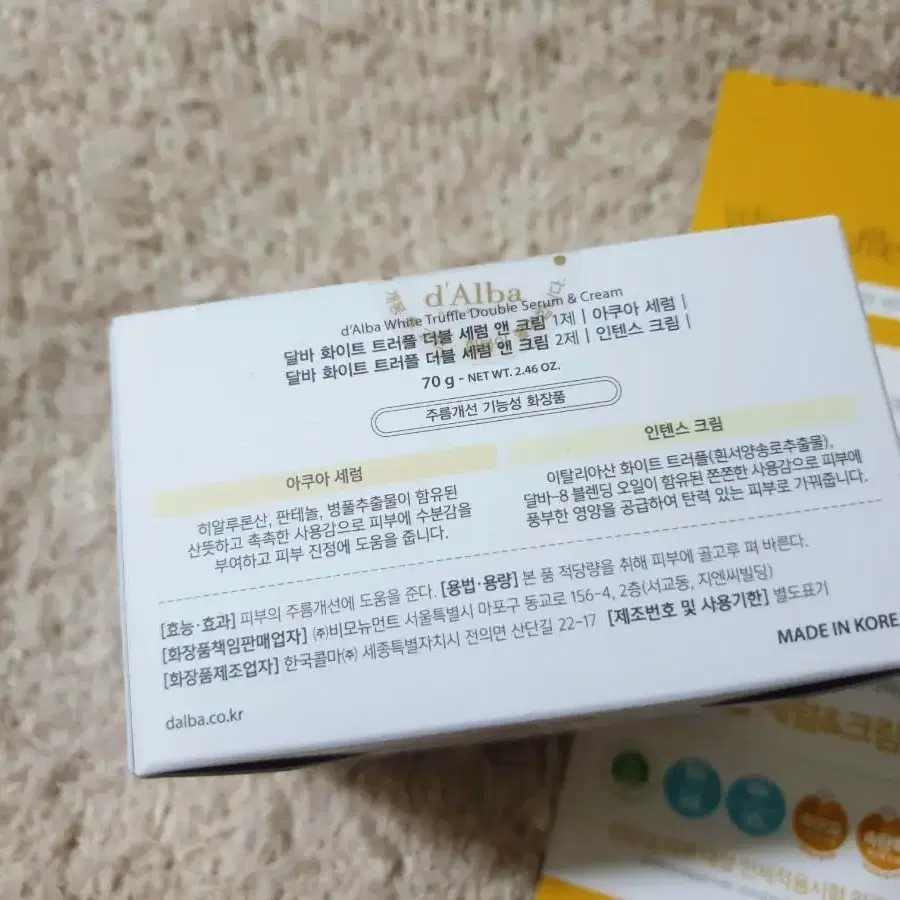 d'Alba
d'Alba White Truffle Double Serum & Cream
달바 화이트 트러플 더블 세럼 앤 크림 1제 | 아쿠아 세럼 |
달바 화이트 트러플 더블 세럼 앤 크림 2제 | 인텐스 크림 |
70 g - NET WT. 2.46 OZ.
주름개선 기능성 화장품
아쿠아 세럼
히알루론산, 판테놀, 병풀추출물이 함유된
산뜻하고 촉촉한 사용감으로 피부에 수분감을
부여하고 피부 진정에 도움을 줍니다.
인텐스 크림
이탈리아산 화이트 트러플(흰서양송로추출물),
달바-8 블렌딩 오일이 함유된 쫀쫀한 사용감으로 피부에
풍부한 영양을 공급하여 탄력 있는 피부로 가꿔줍니다.
[효능·효과] 피부의 주름개선에 도움을 준다. [용법·용량] 본 품 적당량을 취해 피부에 골고루 펴 바른다.
[화장품책임판매업자] ㈜비모뉴먼트 서울특별시 마포구 동교로 156-4, 2층(서교동, 지엔씨빌딩)
[화장품제조업자] 한국콜마㈜ 세종특별자치시 전의면 산단길 22-17 [제조번호 및 사용기한] 별도표기
MADE IN KOREA
dalba.co.kr